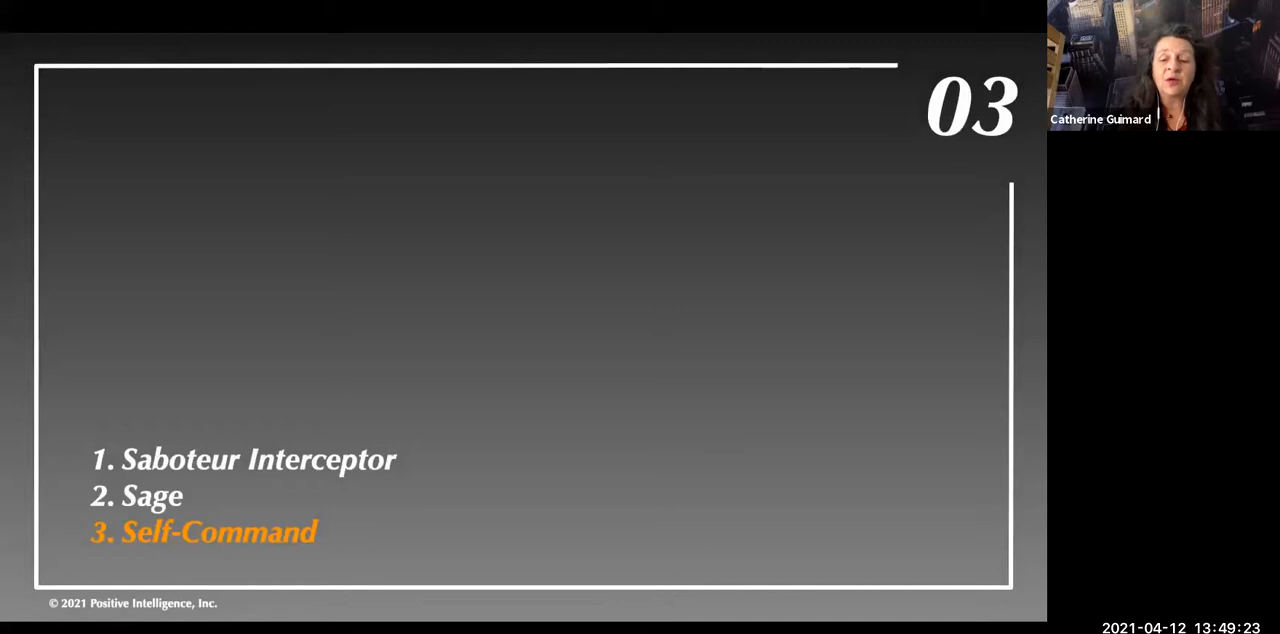 03
Catherine Guimard
1. Saboteur Interceptor
2. Sage
3. Self-Command
© 2021 Positive Intelligence, Inc.
2021-04-12 13:49:23